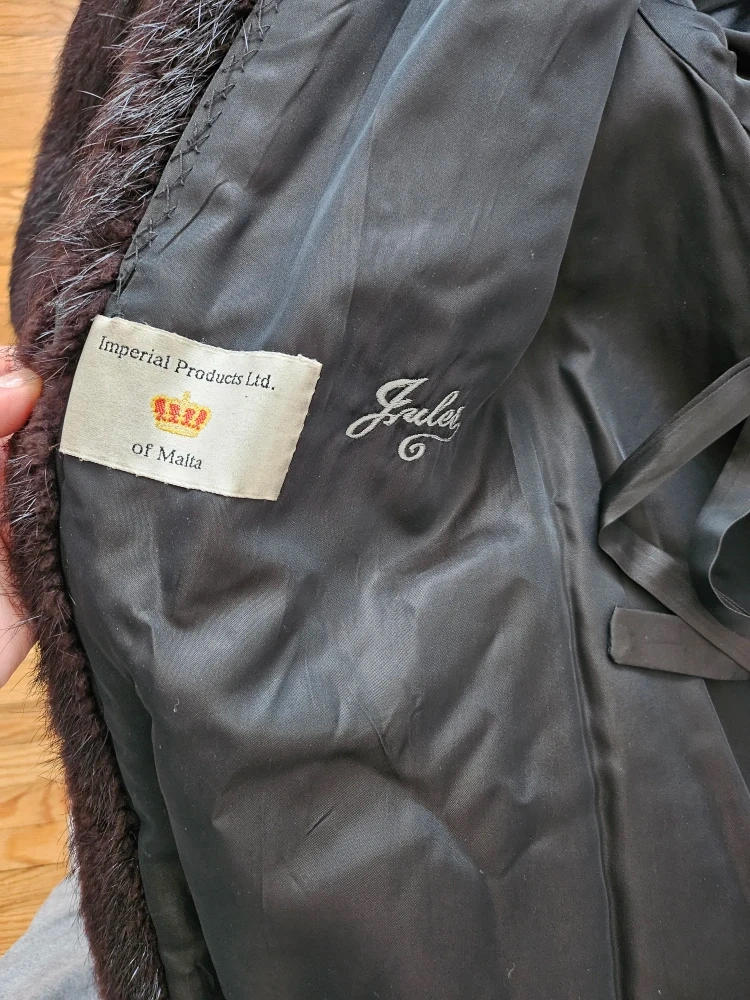 Imperial Products Ltd.
of Malta
Jules